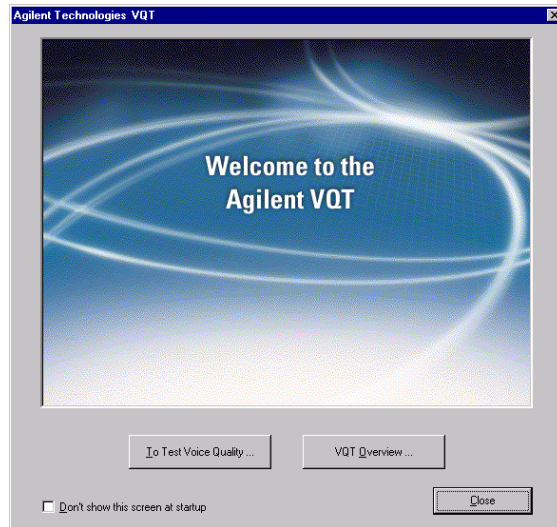 Agilent Technologies VQT
Welcome to the
Agilent VQT
To Test Voice Quality ...
VQT Overview ...
Don't show this screen at startup
Close